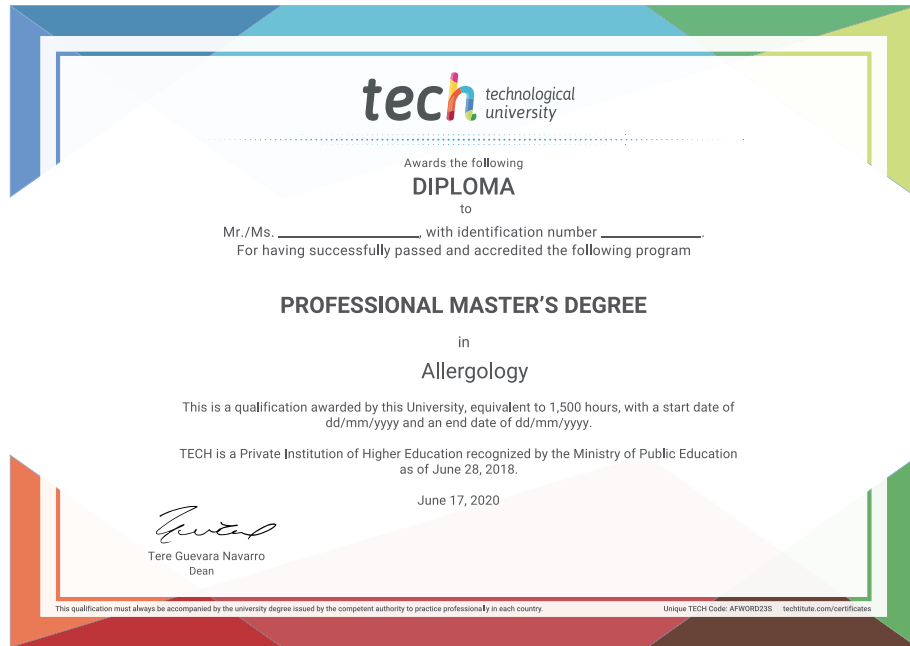 tech technological
university
Awards the following
DIPLOMA
to
Mr./Ms. ____________________, with identification number ______________.
For having successfully passed and accredited the following program
PROFESSIONAL MASTER'S DEGREE
in
Allergology
This is a qualification awarded by this University, equivalent to 1,500 hours, with a start date of
dd/mm/yyyy and an end date of dd/mm/yyyy.
TECH is a Private Institution of Higher Education recognized by the Ministry of Public Education
as of June 28, 2018.
June 17, 2020
Tere Guevara Navarro
Dean
This qualification must always be accompanied by the university degree issued by the competent authority to practice professionally in each country.
Unique TECH Code: AFWORD23S techtitute.com/certificates